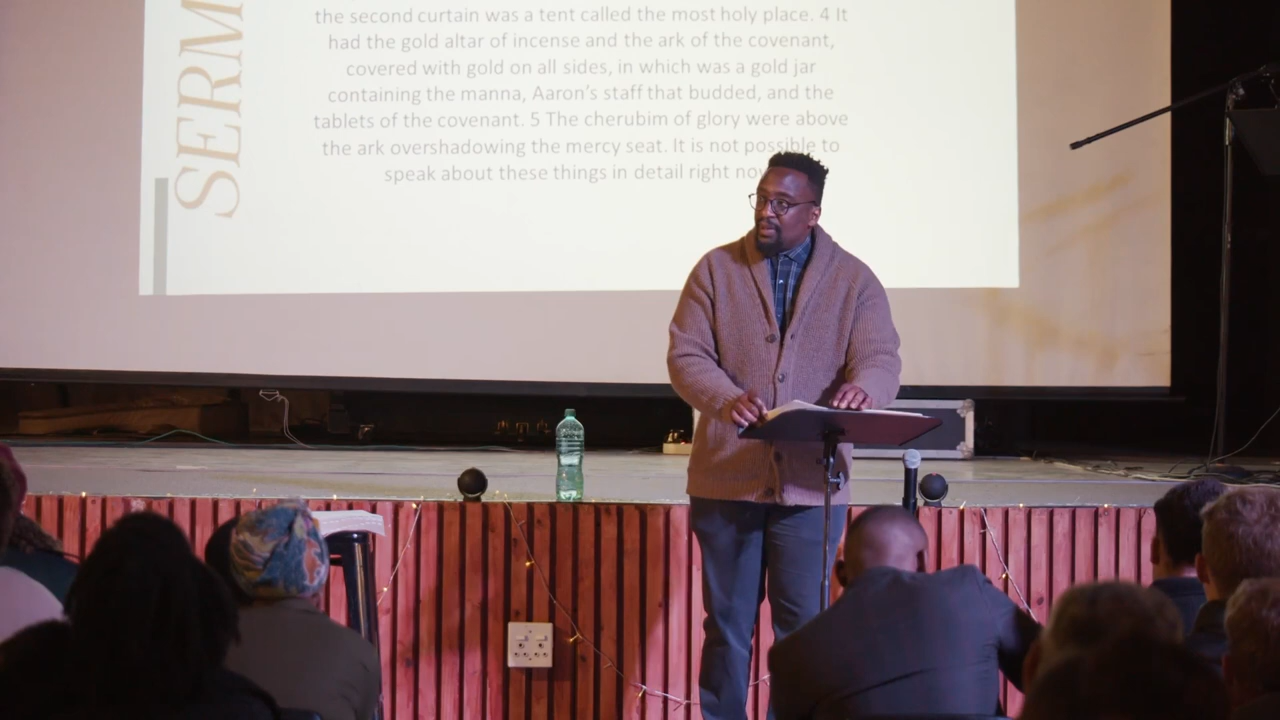 SERM
the second curtain was a tent called the most holy place. 4 It
had the gold altar of incense and the ark of the covenant,
covered with gold on all sides, in which was a gold jar
containing the manna, Aaron's staff that budded, and the
tablets of the covenant. 5 The cherubim of glory were above
the ark overshadowing the mercy seat. It is not possible to
speak about these things in detail right now